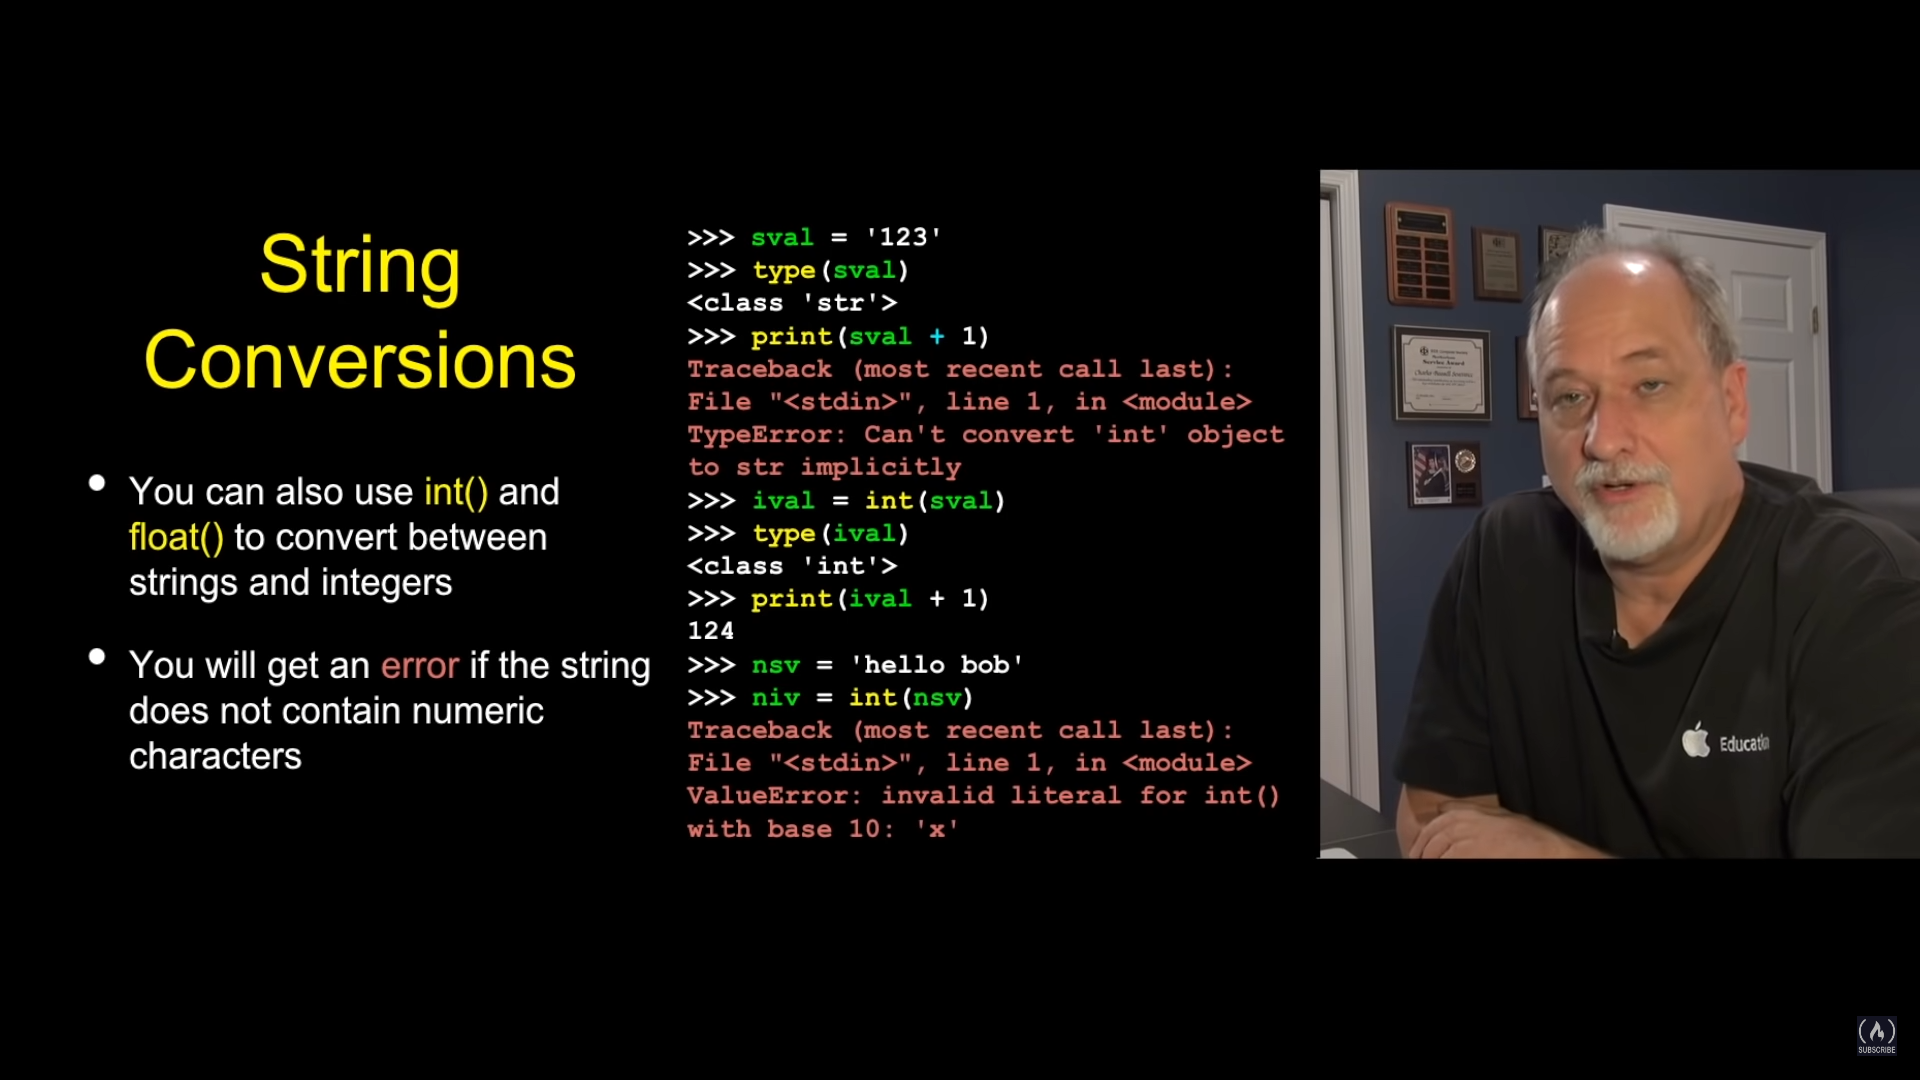 String
Conversions
• You can also use int() and
float() to convert between
strings and integers
• You will get an error if the string
does not contain numeric
characters
>>> sval = '123'
>>> type(sval)
<class 'str'>
>>> print(sval + 1)
Traceback (most recent call last):
File "<stdin>", line 1, in <module>
TypeError: Can't convert 'int' object
to str implicitly
>>> ival = int(sval)
>>> type(ival)
<class 'int'>
>>> print(ival + 1)
124
>>> nsv = 'hello bob'
>>> niv = int(nsv)
Traceback (most recent call last):
File "<stdin>", line 1, in <module>
ValueError: invalid literal for int()
with base 10: 'x'
Service Award
Education
SUBSCRIBE